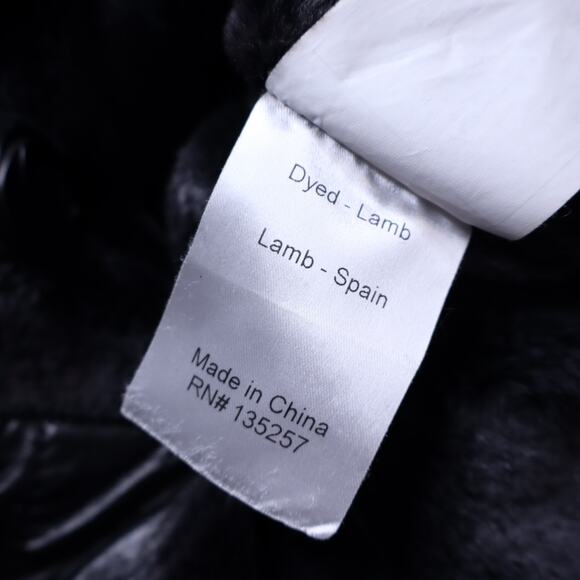 Dyed - Lamb
Lamb - Spain
Made in China
RN# 135257